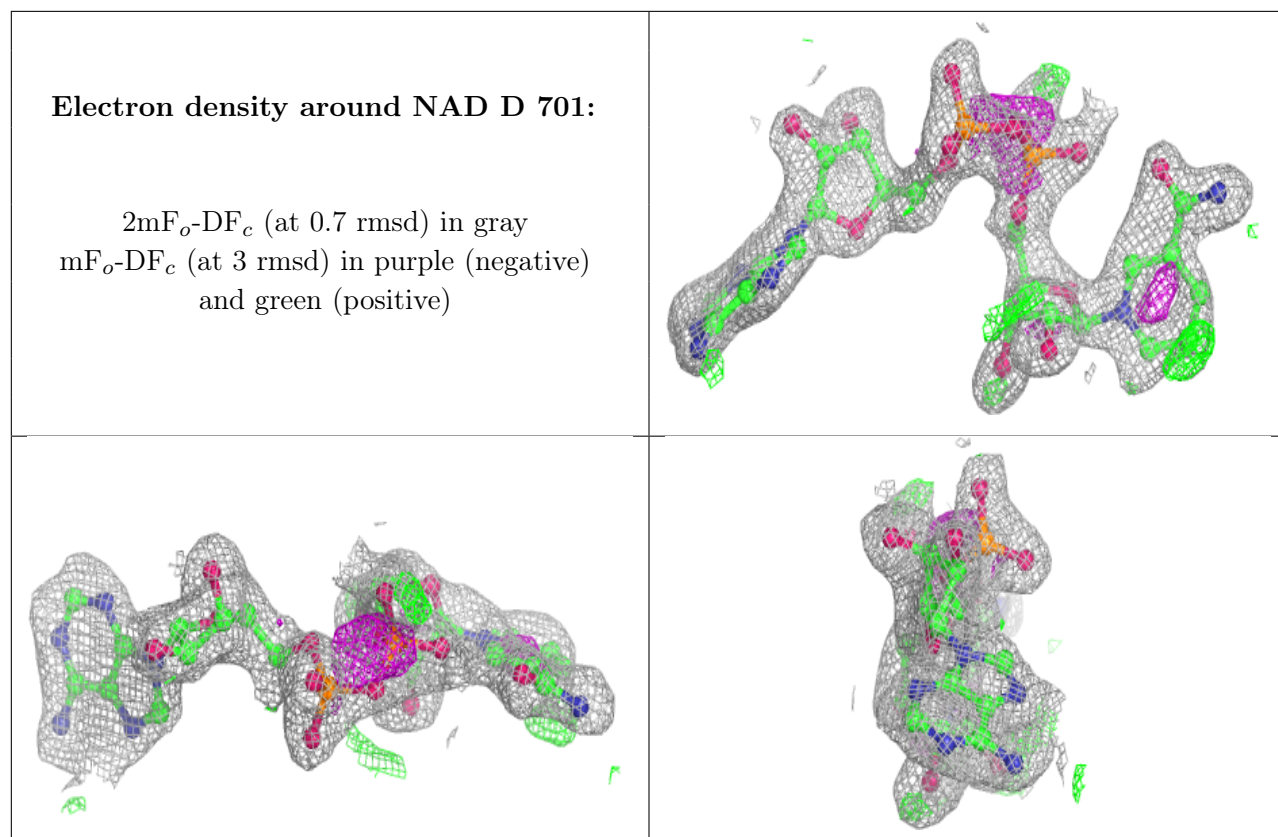 Electron density around NAD D 701:
2mFₒ-DF𝒸 (at 0.7 rmsd) in gray
mFₒ-DF𝒸 (at 3 rmsd) in purple (negative)
and green (positive)